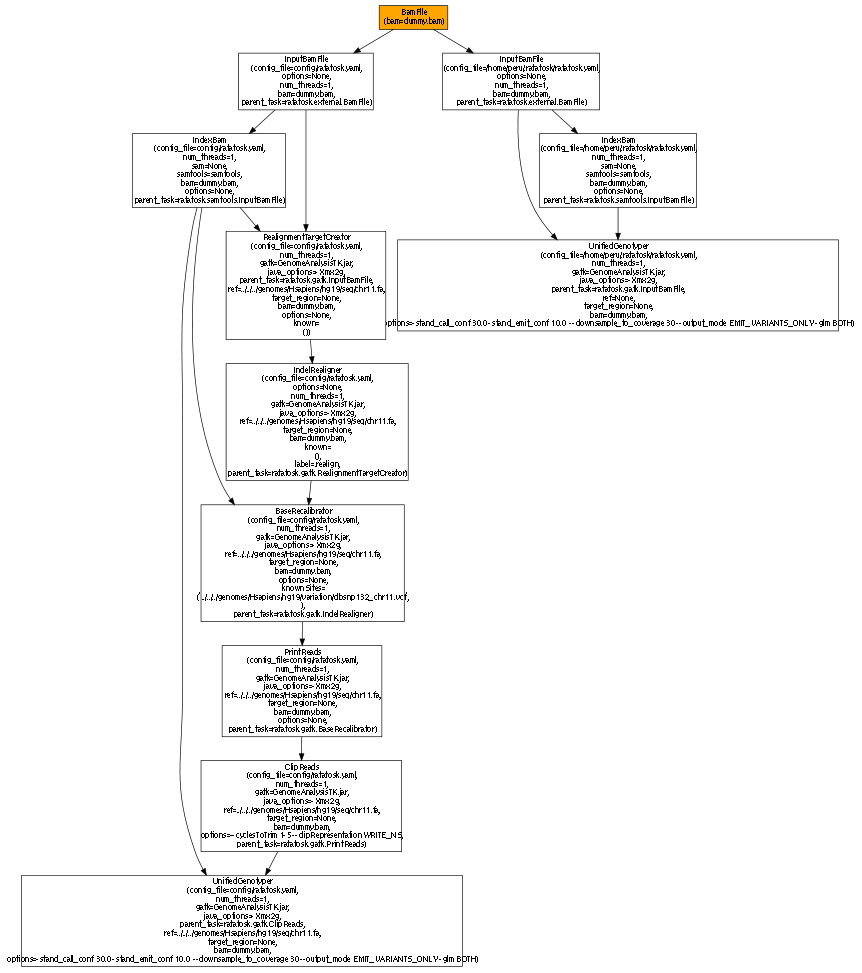 BamFile
(bam=dummy.bam)
InputBamFile
(config_file=config/ratatosk.yaml,
options=None,
num_threads=1,
bam=dummy.bam,
parent_task=ratatosk.external.BamFile)
InputBamFile
(config_file=/home/peru/ratatosk/ratatosk.yaml,
options=None,
num_threads=1,
bam=dummy.bam,
parent_task=ratatosk.external.BamFile)
IndexBam
(config_file=config/ratatosk.yaml,
num_threads=1,
sam=None,
samtools=samtools,
bam=dummy.bam,
options=None,
parent_task=ratatosk.samtools.InputBamFile)
IndexBam
(config_file=/home/peru/ratatosk/ratatosk.yaml,
num_threads=1,
sam=None,
samtools=samtools,
bam=dummy.bam,
options=None,
parent_task=ratatosk.samtools.InputBamFile)
RealignmentTargetCreator
(config_file=config/ratatosk.yaml,
num_threads=1,
gatk=GenomeAnalysisTK.jar,
java_options=-Xmx2g,
parent_task=ratatosk.gatk.InputBamFile,
ref=../../../genomes/Hsapiens/hg19/seq/chr11.fa,
target_region=None,
bam=dummy.bam,
options=None,
known=
())
UnifiedGenotyper
(config_file=/home/peru/ratatosk/ratatosk.yaml,
num_threads=1,
gatk=GenomeAnalysisTK.jar,
java_options=-Xmx2g,
parent_task=ratatosk.gatk.InputBamFile,
ref=None,
target_region=None,
bam=dummy.bam,
options=-stand_call_conf 30.0 -stand_emit_conf 10.0 --downsample_to_coverage 30 --output_mode EMIT_VARIANTS_ONLY -glm BOTH)
IndelRealigner
(config_file=config/ratatosk.yaml,
options=None,
num_threads=1,
gatk=GenomeAnalysisTK.jar,
java_options=-Xmx2g,
ref=../../../genomes/Hsapiens/hg19/seq/chr11.fa,
target_region=None,
bam=dummy.bam,
known=
(),
label=.realign,
parent_task=ratatosk.gatk.RealignmentTargetCreator)
BaseRecalibrator
(config_file=config/ratatosk.yaml,
num_threads=1,
gatk=GenomeAnalysisTK.jar,
java_options=-Xmx2g,
ref=../../../genomes/Hsapiens/hg19/seq/chr11.fa,
target_region=None,
bam=dummy.bam,
options=None,
knownSites=
(../../../genomes/Hsapiens/hg19/variation/dbsnp132_chr11.vcf,
),
parent_task=ratatosk.gatk.IndelRealigner)
PrintReads
(config_file=config/ratatosk.yaml,
num_threads=1,
gatk=GenomeAnalysisTK.jar,
java_options=-Xmx2g,
ref=../../../genomes/Hsapiens/hg19/seq/chr11.fa,
target_region=None,
bam=dummy.bam,
options=None,
parent_task=ratatosk.gatk.BaseRecalibrator)
ClipReads
(config_file=config/ratatosk.yaml,
num_threads=1,
gatk=GenomeAnalysisTK.jar,
java_options=-Xmx2g,
ref=../../../genomes/Hsapiens/hg19/seq/chr11.fa,
target_region=None,
bam=dummy.bam,
options=--cyclesToTrim 1-5 --clipRepresentation WRITE_NS,
parent_task=ratatosk.gatk.PrintReads)
UnifiedGenotyper
(config_file=config/ratatosk.yaml,
num_threads=1,
gatk=GenomeAnalysisTK.jar,
java_options=-Xmx2g,
parent_task=ratatosk.gatk.ClipReads,
ref=../../../genomes/Hsapiens/hg19/seq/chr11.fa,
target_region=None,
bam=dummy.bam,
options=-stand_call_conf 30.0 -stand_emit_conf 10.0 --downsample_to_coverage 30 --output_mode EMIT_VARIANTS_ONLY -glm BOTH)